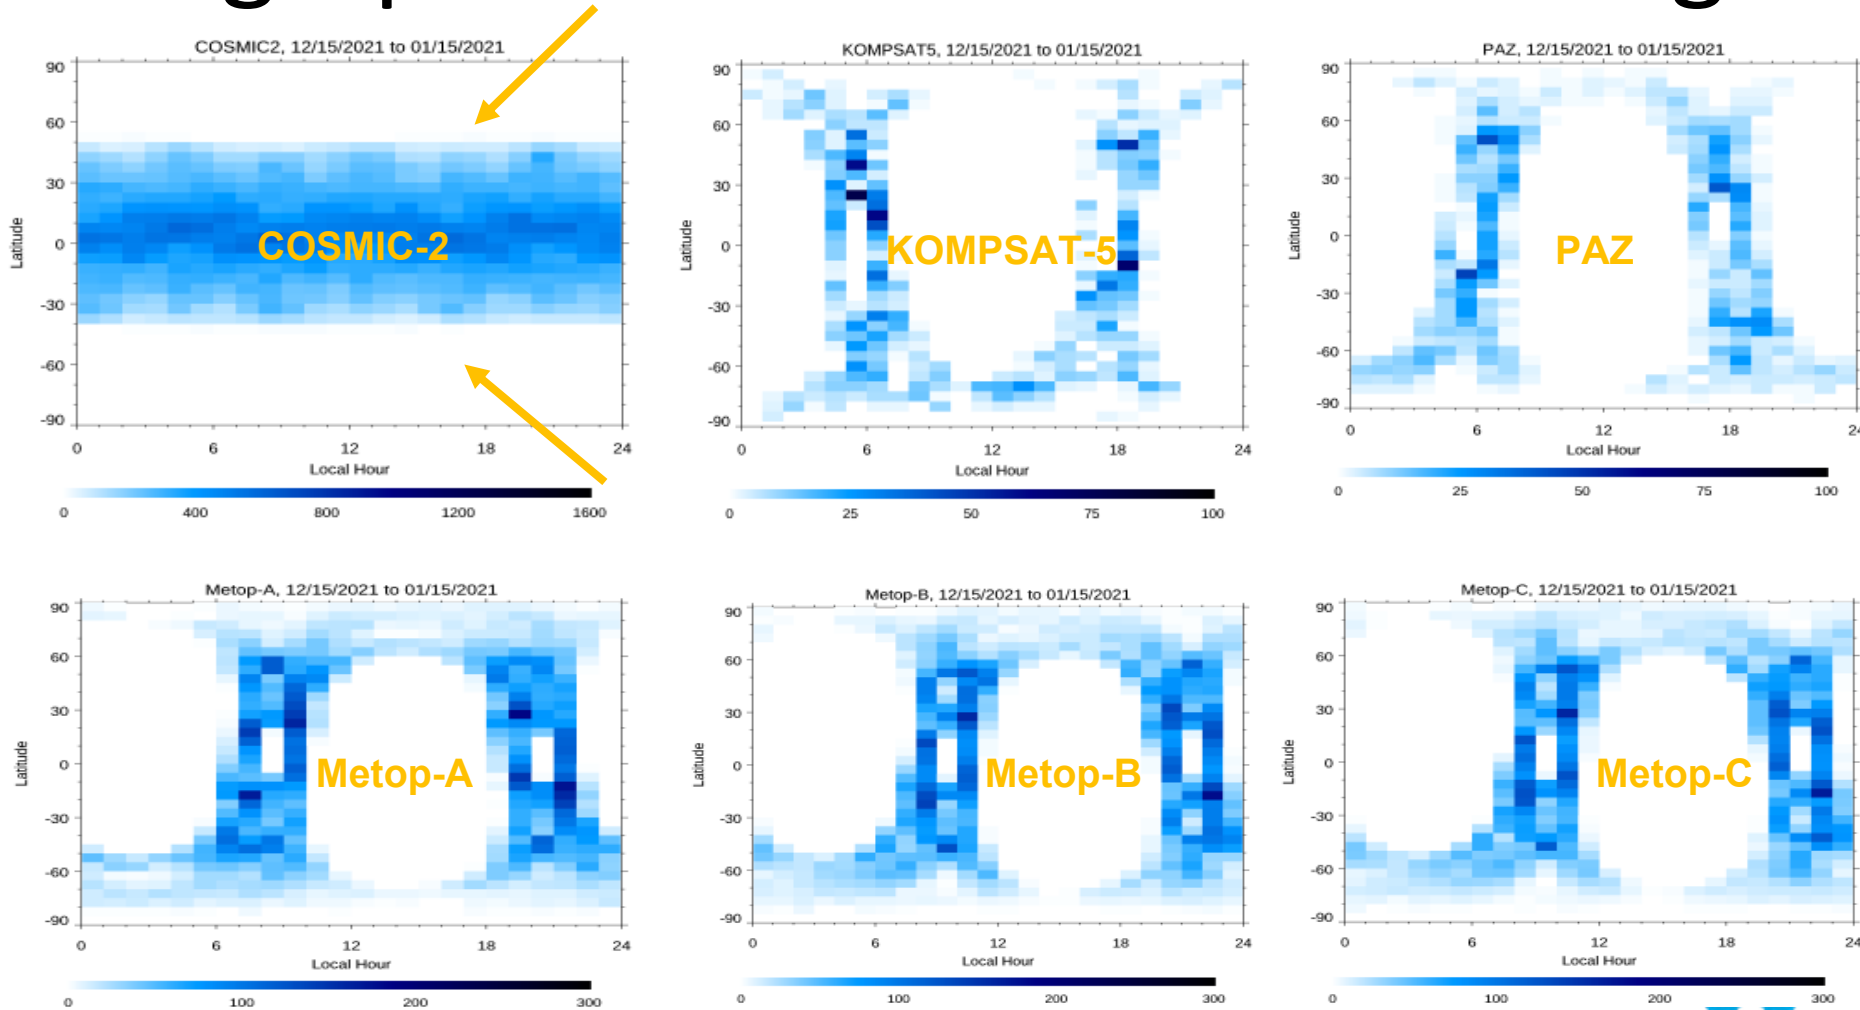 COSMIC2, 12/15/2021 to 01/15/2021
90
60
30
0
-30
-60
-90
Latitude
COSMIC-2
0 6 12 18 24
Local Hour
0 400 800 1200 1600
KOMPSAT5, 12/15/2021 to 01/15/2021
90
60
30
0
-30
-60
-90
Latitude
KOMPSAT-5
0 6 12 18 24
Local Hour
0 25 50 75 100
PAZ, 12/15/2021 to 01/15/2021
90
60
30
0
-30
-60
-90
Latitude
PAZ
0 6 12 18
Local Hour
0 25 50 75 100
Metop-A, 12/15/2021 to 01/15/2021
90
60
30
0
-30
-60
-90
Latitude
Metop-A
0 6 12 18 24
Local Hour
0 100 200 300
Metop-B, 12/15/2021 to 01/15/2021
90
60
30
0
-30
-60
-90
Latitude
Metop-B
0 6 12 18 24
Local Hour
0 100 200 300
Metop-C, 12/15/2021 to 01/15/2021
90
60
30
0
-30
-60
-90
Latitude
Metop-C
0 6 12 18 24
Local Hour
0 100 200 300